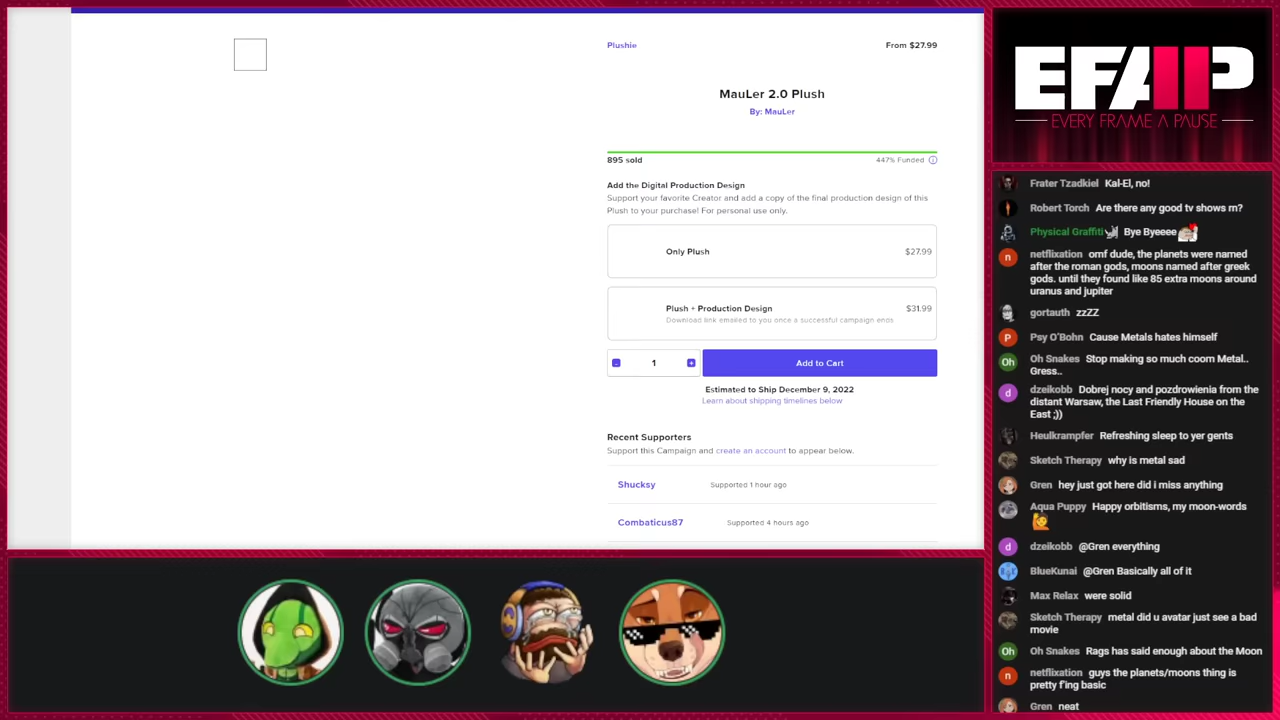 Plushie
From $27.99
MauLer 2.0 Plush
By: MauLer
895 sold
447% Funded
Add the Digital Production Design
Support your favorite Creator and add a copy of the final production design of this
Plush to your purchase! For personal use only.
Only Plush
$27.99
Plush + Production Design
$31.99
Download link emailed to you once a successful campaign ends
- 1 +
Add to Cart
Estimated to Ship December 9, 2022
Learn about shipping timelines below
Recent Supporters
Support this Campaign and create an account to appear below.
Shucksy Supported 1 hour ago
Combaticus87 Supported 4 hours ago
EFAP
EVERY FRAME A PAUSE
Frater Tzadkiel Kal-El, no!
Robert Torch Are there any good tv shows m?
Physical Graffiti Bye Byeeee
netflixation omf dude, the planets were named
after the roman gods, moons named after greek
gods. until they found like 85 extra moons around
uranus and jupiter
gortauth zzZZ
Psy O'Bohn Cause Metals hates himself
Oh Snakes Stop making so much coom Metal..
Gress..
dzeikobb Dobrej nocy and pozdrowienia from the
distant Warsaw, the Last Friendly House on the
East ;))
Heulkrampfer Refreshing sleep to yer gents
Sketch Therapy why is metal sad
Gren hey just got here did i miss anything
Aqua Puppy Happy orbitisms, my moon-words
dzeikobb @Gren everything
BlueKunai @Gren Basically all of it
Max Relax were solid
Sketch Therapy metal did u avatar just see a bad
movie
Oh Snakes Rags has said enough about the Moon
netflixation guys the planets/moons thing is
pretty f'ing basic
Gren neat